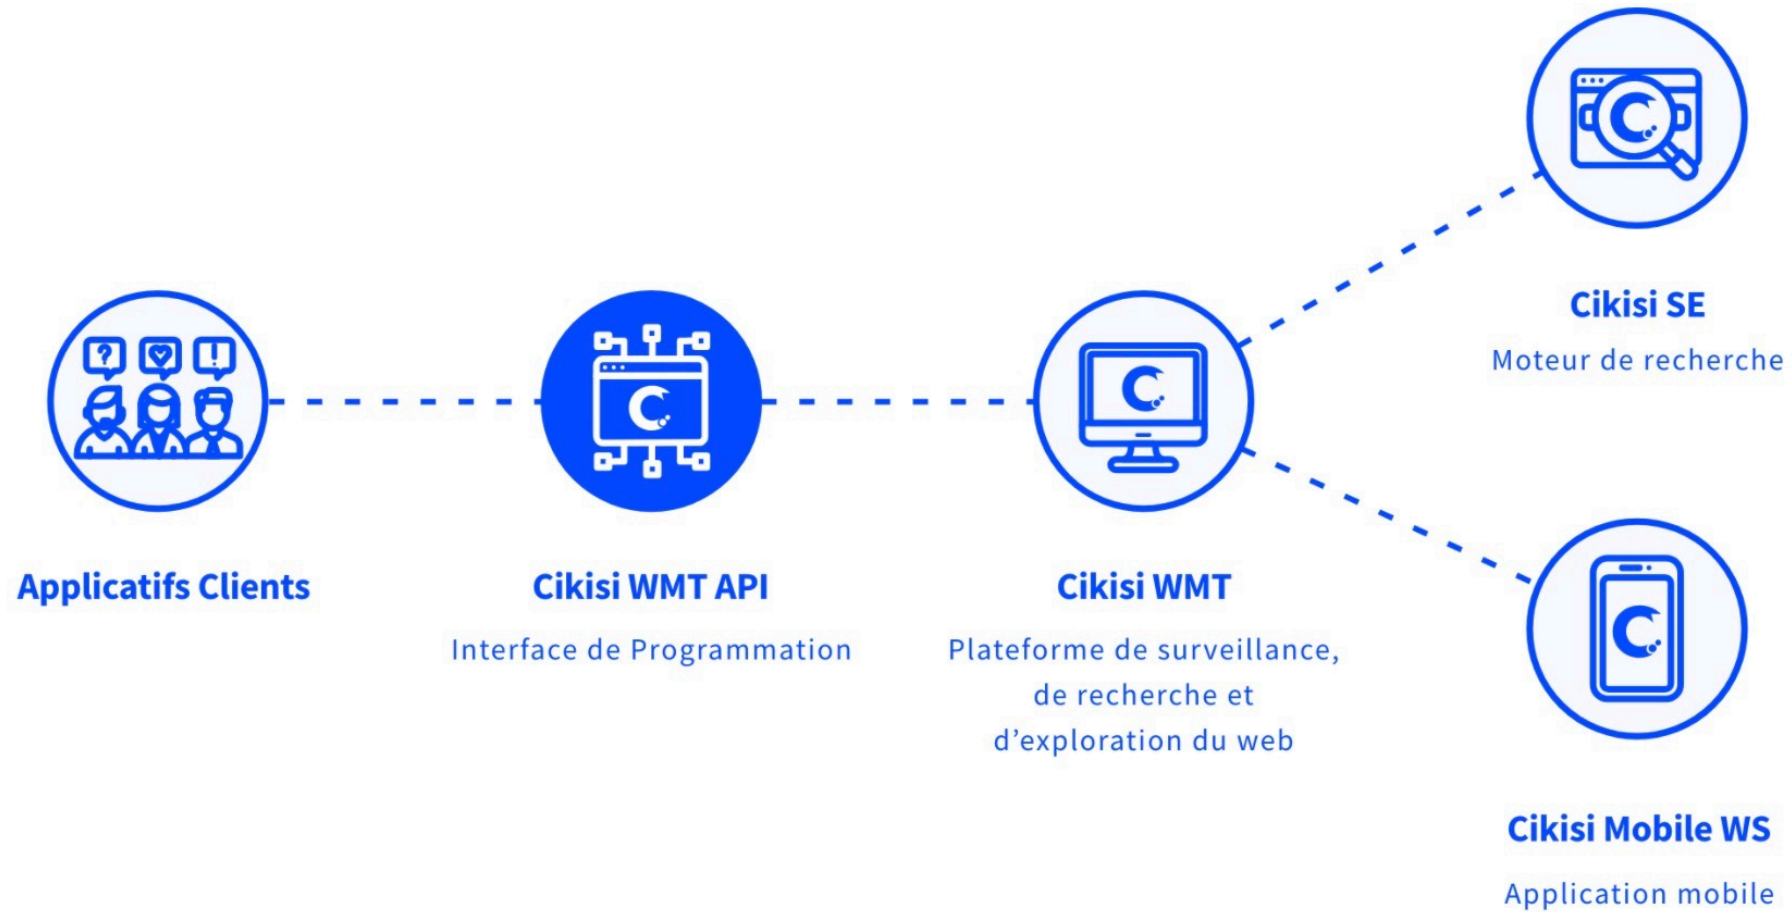 Applicatifs Clients
Cikisi WMT API
Interface de Programmation
Cikisi WMT
Plateforme de surveillance,
de recherche et
d’exploration du web
Cikisi SE
Moteur de recherche
Cikisi Mobile WS
Application mobile